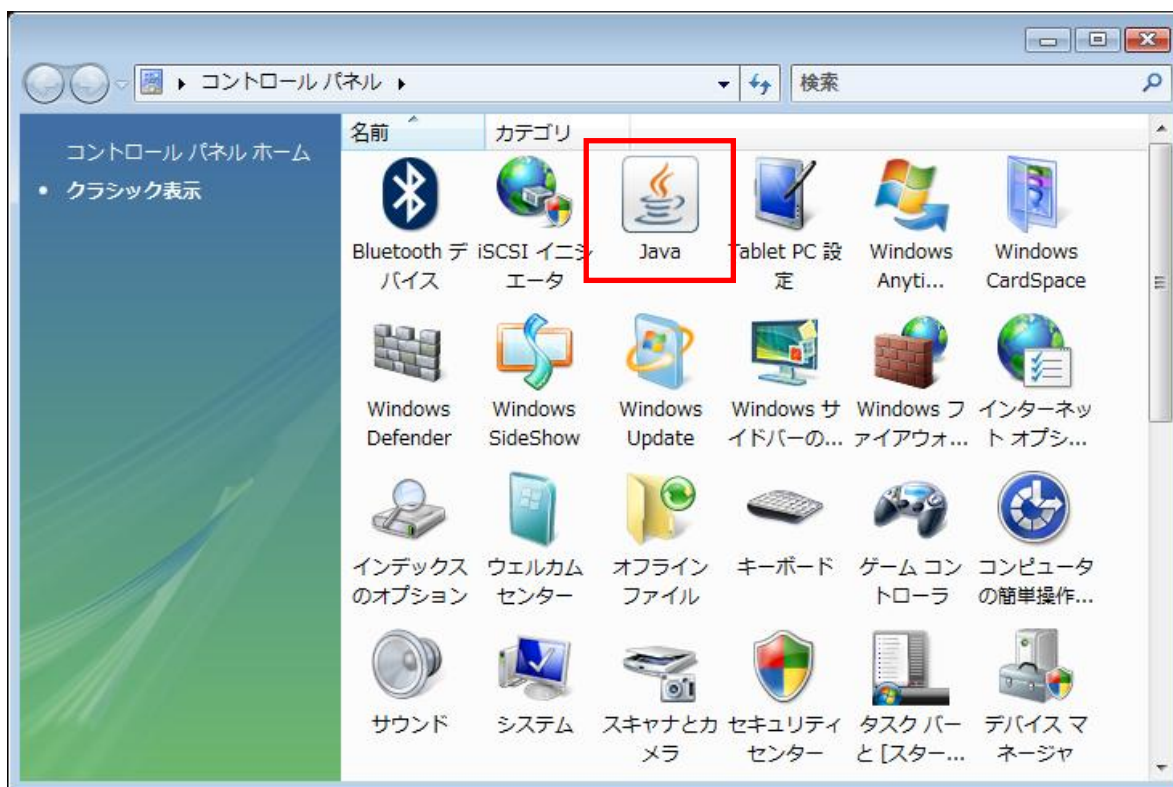 コントロール パネル
検索
コントロール パネル ホーム
クラシック表示
名前 カテゴリ
Bluetooth デ
バイス
iSCSI イニシ
エータ
Java
Tablet PC 設
定
Windows
Anyti...
Windows
CardSpace
Windows
Defender
Windows
SideShow
Windows
Update
Windows サ
イドバーの...
Windows フ
ァイアウォ...
インターネッ
ト オプシ...
インデックス
のオプション
ウェルカム
センター
オフライン
ファイル
キーボード
ゲーム コン
トローラ
コンピュータ
の簡単操作...
サウンド
システム
スキャナとカ
メラ
セキュリティ
センター
タスク バー
と [スター...
デバイス マ
ネージャ